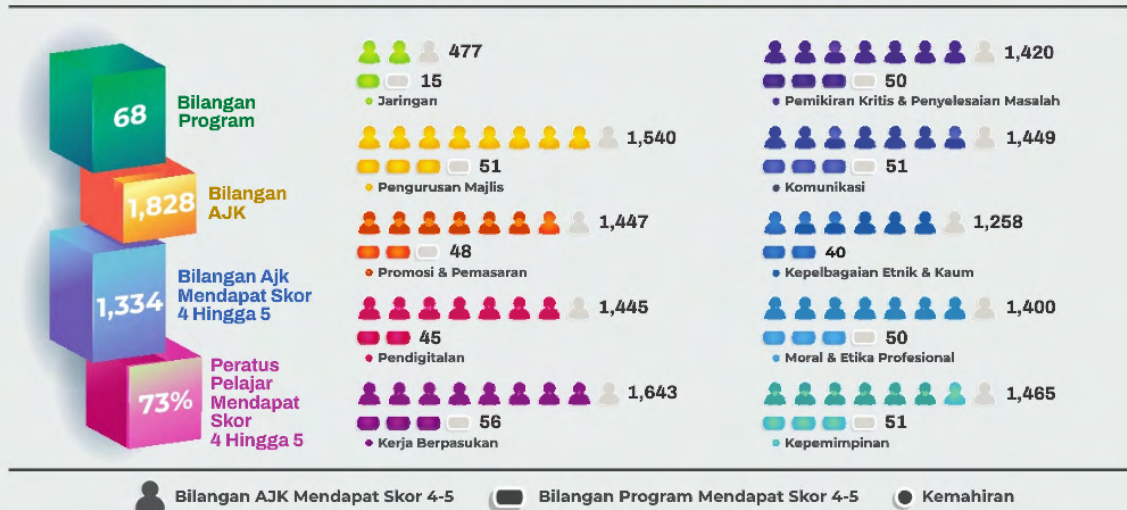 68
Bilangan
Program
1,828
Bilangan
AJK
1,334
Bilangan Ajk
Mendapat Skor
4 Hingga 5
73%
Peratus
Pelajar
Mendapat
Skor
4 Hingga 5
477
15
Jaringan
1,540
51
Pengurusan Majlis
1,447
48
Promosi & Pemasaran
1,445
45
Pendigitalan
1,643
56
Kerja Berpasukan
1,420
50
Pemikiran Kritis & Penyelesaian Masalah
1,449
51
Komunikasi
1,258
40
Kepelbagaian Etnik & Kaum
1,400
50
Moral & Etika Profesional
1,465
51
Kepemimpinan
Bilangan AJK Mendapat Skor 4-5
Bilangan Program Mendapat Skor 4-5
Kemahiran